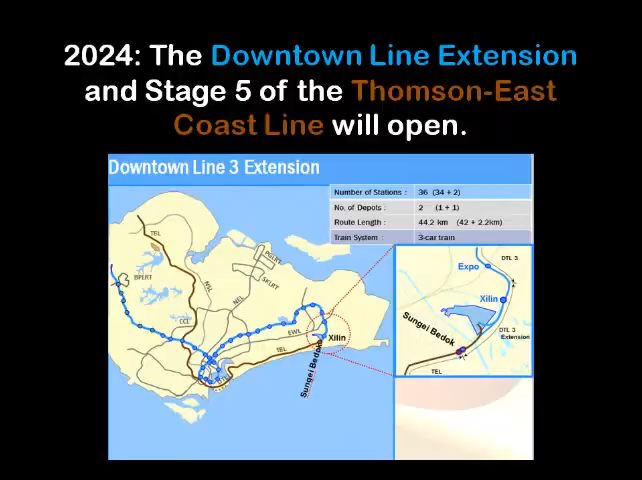 2024: The Downtown Line Extension
and Stage 5 of the Thomson-East
Coast Line will open.
Downtown Line 3 Extension
Number of Stations : 36 (34 + 2)
No. of Depots : 2 (1 + 1)
Route Length : 44.2 km (42 + 2.2km)
Train System : 3-car train
TEL
BPLRT
NSL
NEL
PGLRT
SKLRT
CCL
EWL
TEL
Xilin
Sungei Bedok
DTL 3
Expo
Xilin
Sungei Bedok
DTL 3
Extension
TEL